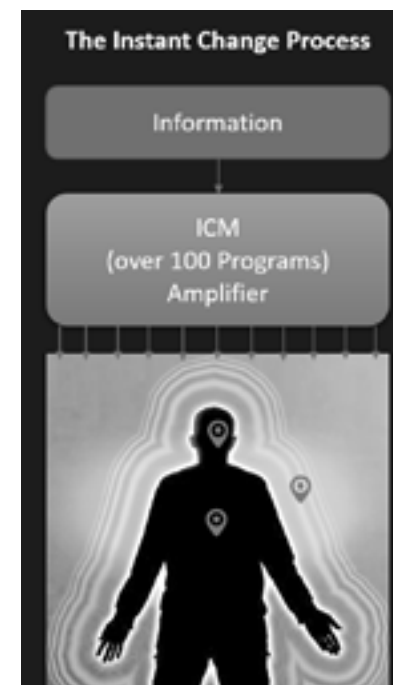 The Instant Change Process
Information
ICM
(over 100 Programs)
Amplifier